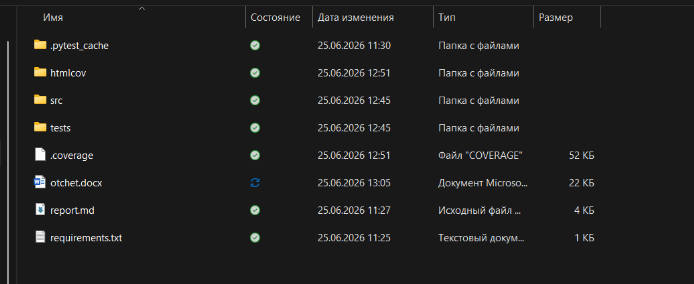 Имя Состояние Дата изменения Тип Размер
.pytest_cache 25.06.2026 11:30 Папка с файлами
htmlcov 25.06.2026 12:51 Папка с файлами
src 25.06.2026 12:45 Папка с файлами
tests 25.06.2026 12:45 Папка с файлами
.coverage 25.06.2026 12:51 Файл "COVERAGE" 52 КБ
otchet.docx 25.06.2026 13:05 Документ Microso... 22 КБ
report.md 25.06.2026 11:27 Исходный файл ... 4 КБ
requirements.txt 25.06.2026 11:25 Текстовый докум... 1 КБ